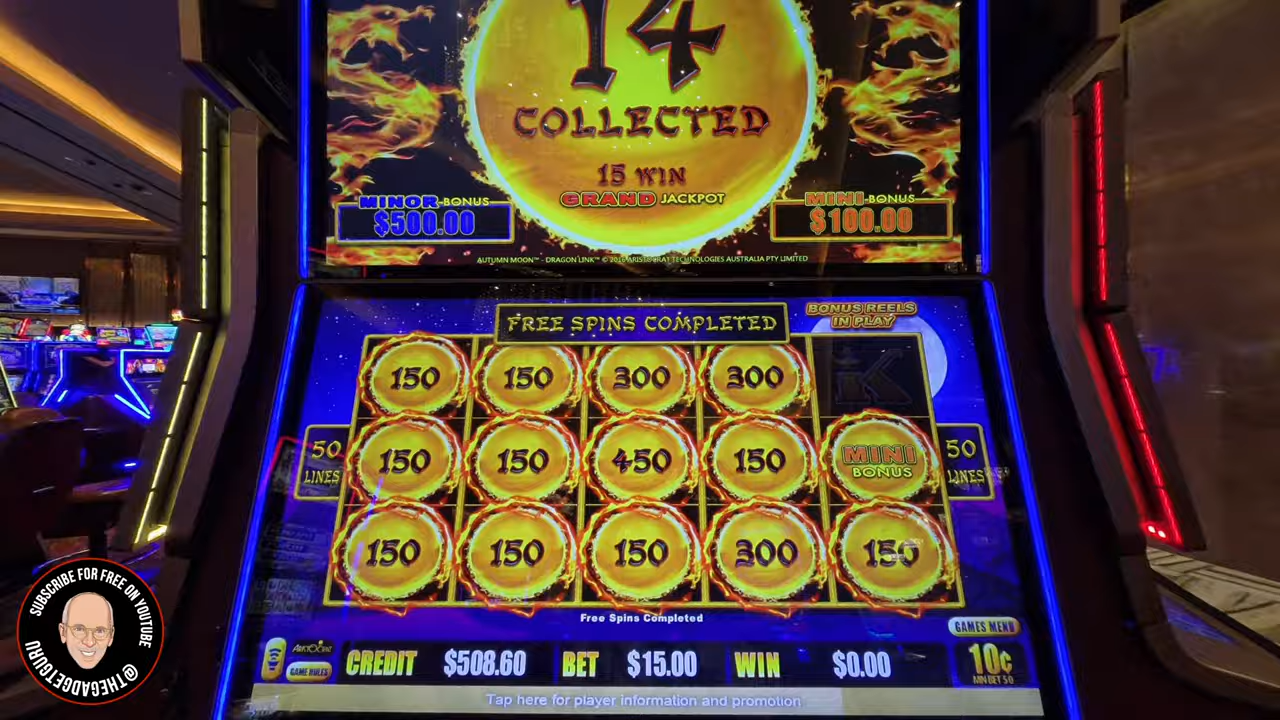 14
COLLECTED
15 WIN
GRAND JACKPOT
MINOR BONUS
$500.00
MINI BONUS
$100.00
AUTUMN MOON™ - DRAGON LINK™ © 2016 ARISTOCRAT TECHNOLOGIES AUSTRALIA PTY LIMITED
FREE SPINS COMPLETED
BONUS REELS
IN PLAY
150 150 300 300 K
50
LINES
150 150 450 150 MINI
BONUS
50
LINES
150 150 150 300 150
Free Spins Completed
GAMES MENU
ARISTOCRAT
GAME RULES
CREDIT $508.60 BET $15.00 WIN $0.00
10¢
MIN BET 50
Tap here for player information and promotion
SUBSCRIBE FOR FREE ON YOUTUBE
@THEGADGETGURU